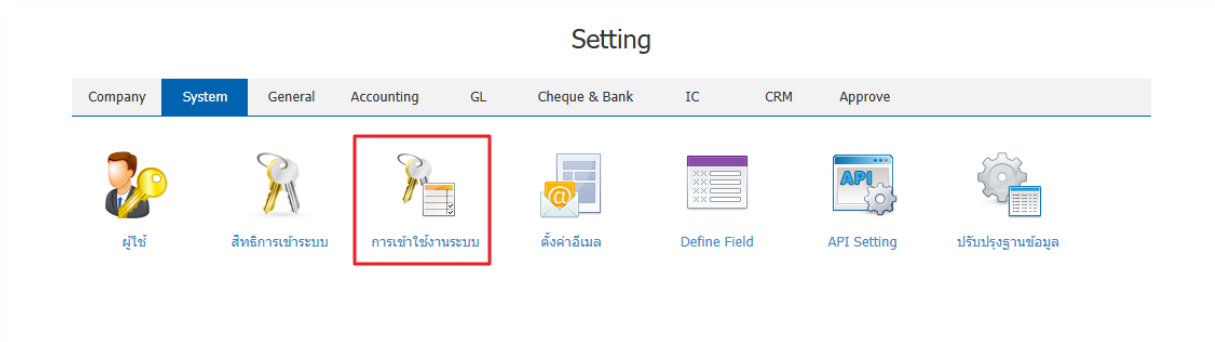 Setting
Company System General Accounting GL Cheque & Bank IC CRM Approve
API
ผู้ใช้ สิทธิการเข้าระบบ การเข้าใช้งานระบบ ตั้งค่าอีเมล Define Field API Setting ปรับปรุงฐานข้อมูล